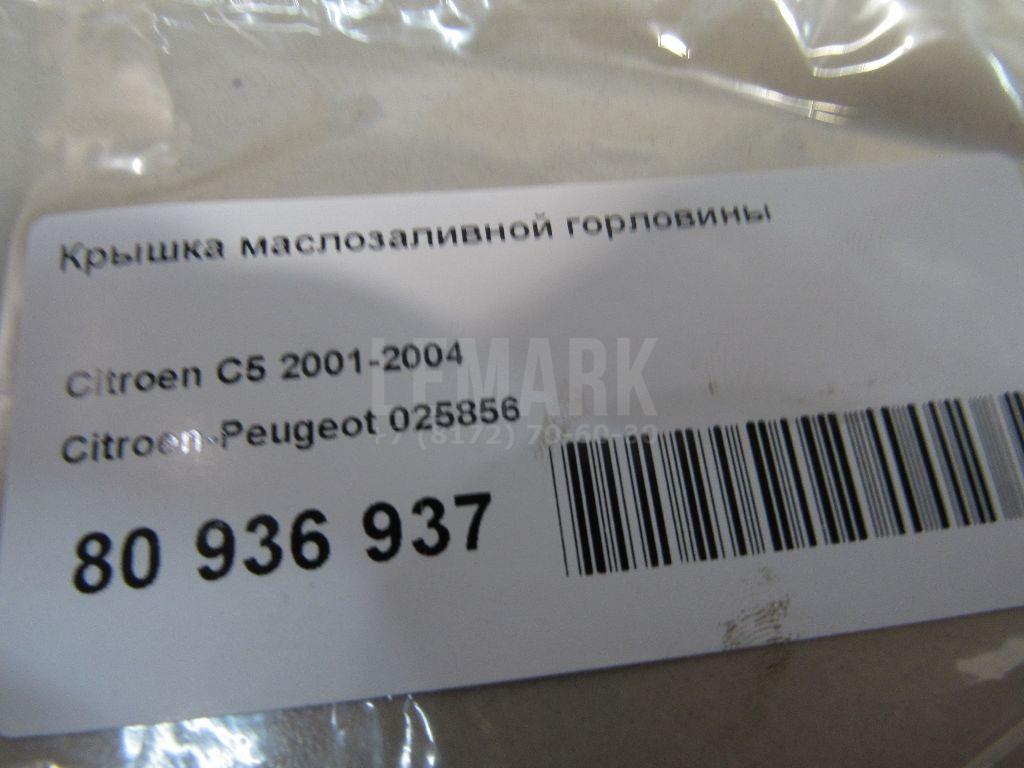 Крышка маслозаливной горловины
Citroen C5 2001-2004
Citroen-Peugeot 025856
80 936 937
LEMARK
+7 (8172) 70-60-33